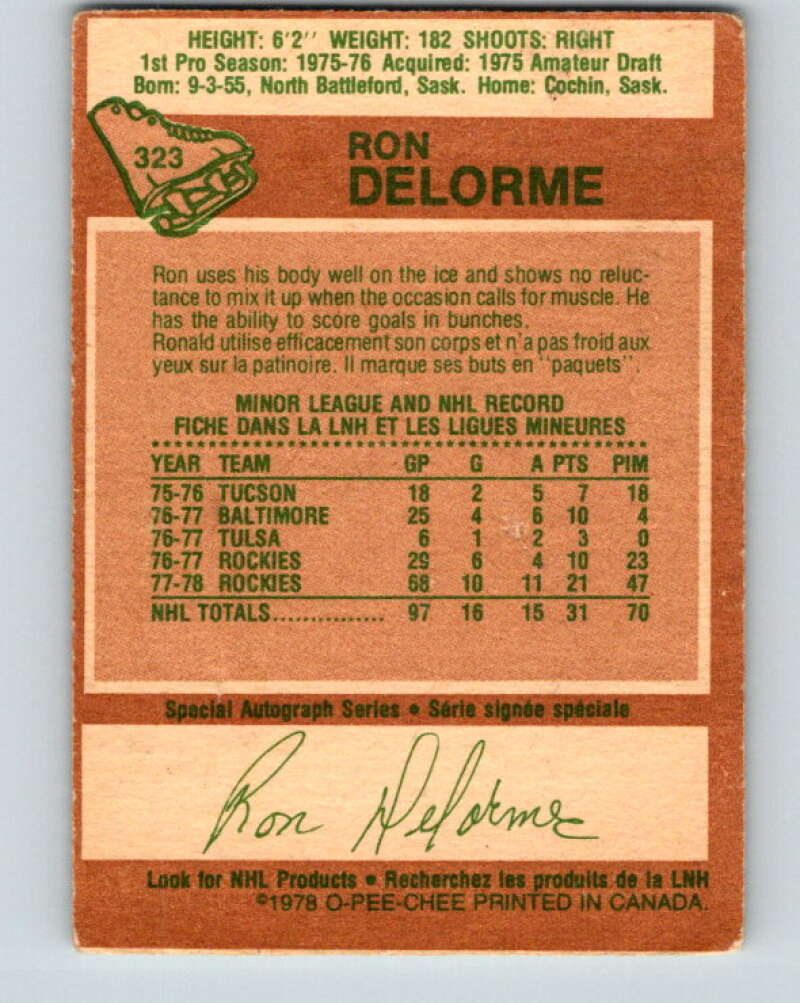 HEIGHT: 6'2'' WEIGHT: 182 SHOOTS: RIGHT
1st Pro Season: 1975-76 Acquired: 1975 Amateur Draft
Born: 9-3-55, North Battleford, Sask. Home: Cochin, Sask.
323
RON
DELORME
Ron uses his body well on the ice and shows no reluc-
tance to mix it up when the occasion calls for muscle. He
has the ability to score goals in bunches.
Ronald utilise efficacement son corps et n'a pas froid aux
yeux sur la patinoire. Il marque ses buts en "paquets".
MINOR LEAGUE AND NHL RECORD
FICHE DANS LA LNH ET LES LIGUES MINEURES
YEAR TEAM GP G A PTS PIM
75-76 TUCSON 18 2 5 7 18
76-77 BALTIMORE 25 4 6 10 4
76-77 TULSA 6 1 2 3 0
76-77 ROCKIES 29 6 4 10 23
77-78 ROCKIES 68 10 11 21 47
NHL TOTALS............... 97 16 15 31 70
Special Autograph Series • Série signée spéciale
Ron Delorme
Look for NHL Products • Recherchez les produits de la LNH
©1978 O-PEE-CHEE PRINTED IN CANADA.